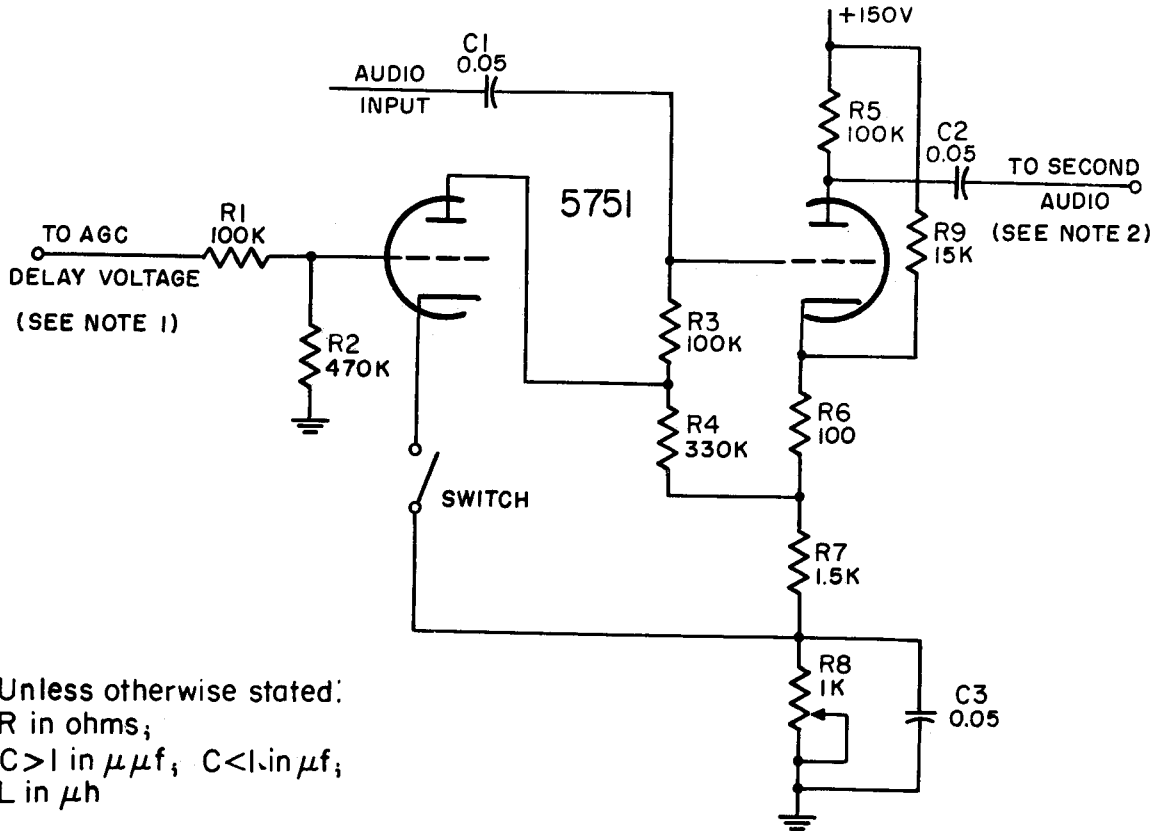 +150V
C1
0.05
AUDIO
INPUT
R5
100K
C2
0.05
TO SECOND
AUDIO
(SEE NOTE 2)
5751
R1
100K
TO AGC
DELAY VOLTAGE
(SEE NOTE 1)
R9
15K
R2
470K
R3
100K
R4
330K
R6
100
SWITCH
R7
1.5K
R8
1K
C3
0.05
Unless otherwise stated:
R in ohms;
C>1 in μμf; C<1 in μf;
L in μh